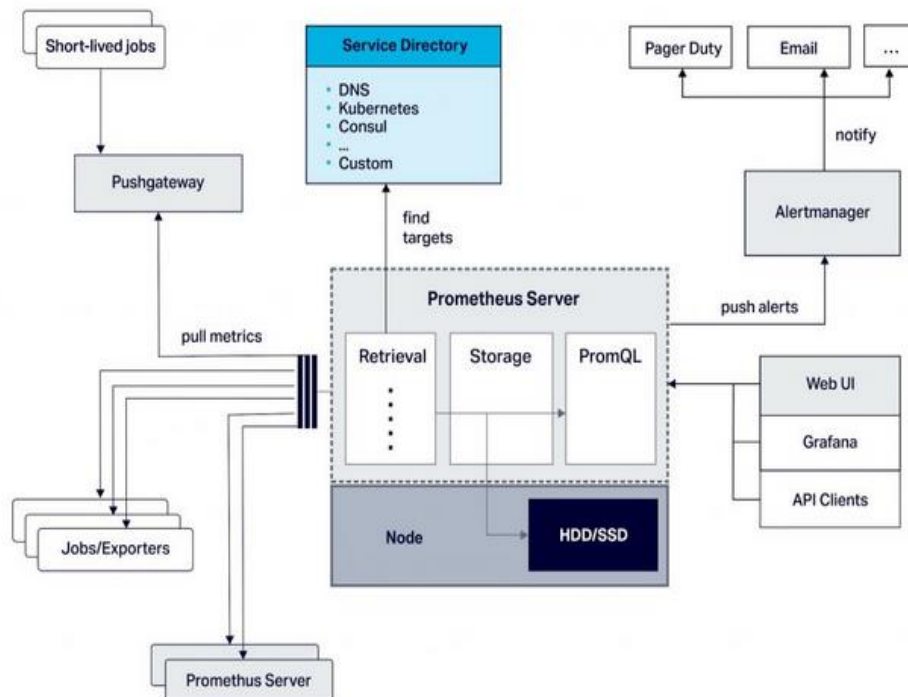 Short-lived jobs
Service Directory
• DNS
• Kubernetes
• Consul
• ...
• Custom
Pager Duty
Email
...
notify
Pushgateway
Alertmanager
find
targets
Prometheus Server
push alerts
pull metrics
Retrieval
Storage
PromQL
Web UI
Grafana
API Clients
Jobs/Exporters
Node
HDD/SSD
Promthus Server